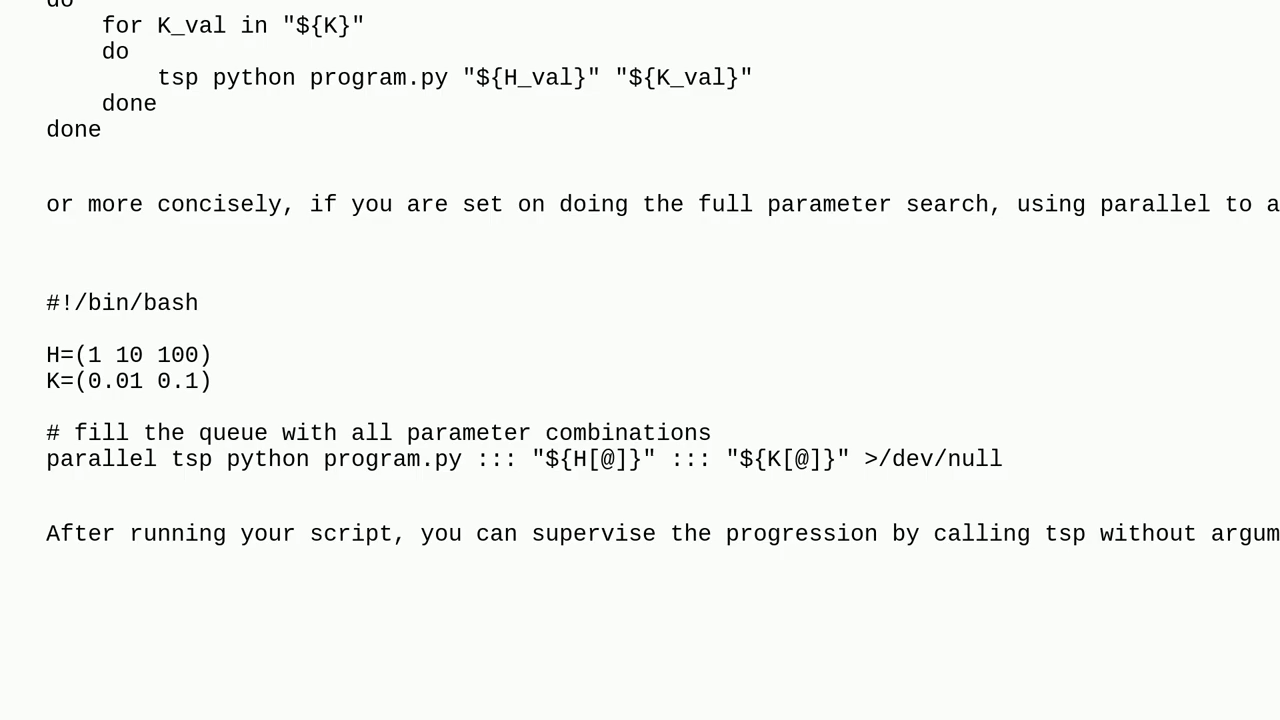 do
    for K_val in "${K}"
    do
        tsp python program.py "${H_val}" "${K_val}"
    done
done
or more concisely, if you are set on doing the full parameter search, using parallel to a
#!/bin/bash
H=(1 10 100)
K=(0.01 0.1)
# fill the queue with all parameter combinations
parallel tsp python program.py ::: "${H[@]}" ::: "${K[@]}" >/dev/null
After running your script, you can supervise the progression by calling tsp without argum